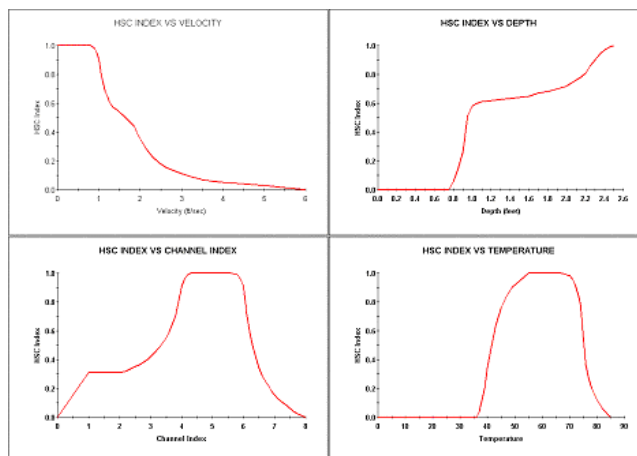 HSC INDEX VS VELOCITY
HSC Index
1.0
0.8
0.6
0.4
0.2
0.0
0 1 2 3 4 5 6
Velocity (ft/sec)
HSC INDEX VS DEPTH
HSC Index
1.0
0.8
0.6
0.4
0.2
0.0
0.0 0.2 0.4 0.6 0.8 1.0 1.2 1.4 1.6 1.8 2.0 2.2 2.4 2.6
Depth (feet)
HSC INDEX VS CHANNEL INDEX
HSC Index
1.0
0.8
0.6
0.4
0.2
0.0
0 1 2 3 4 5 6 7 8
Channel Index
HSC INDEX VS TEMPERATURE
HSC Index
1.0
0.8
0.6
0.4
0.2
0.0
0 10 20 30 40 50 60 70 80 90
Temperature